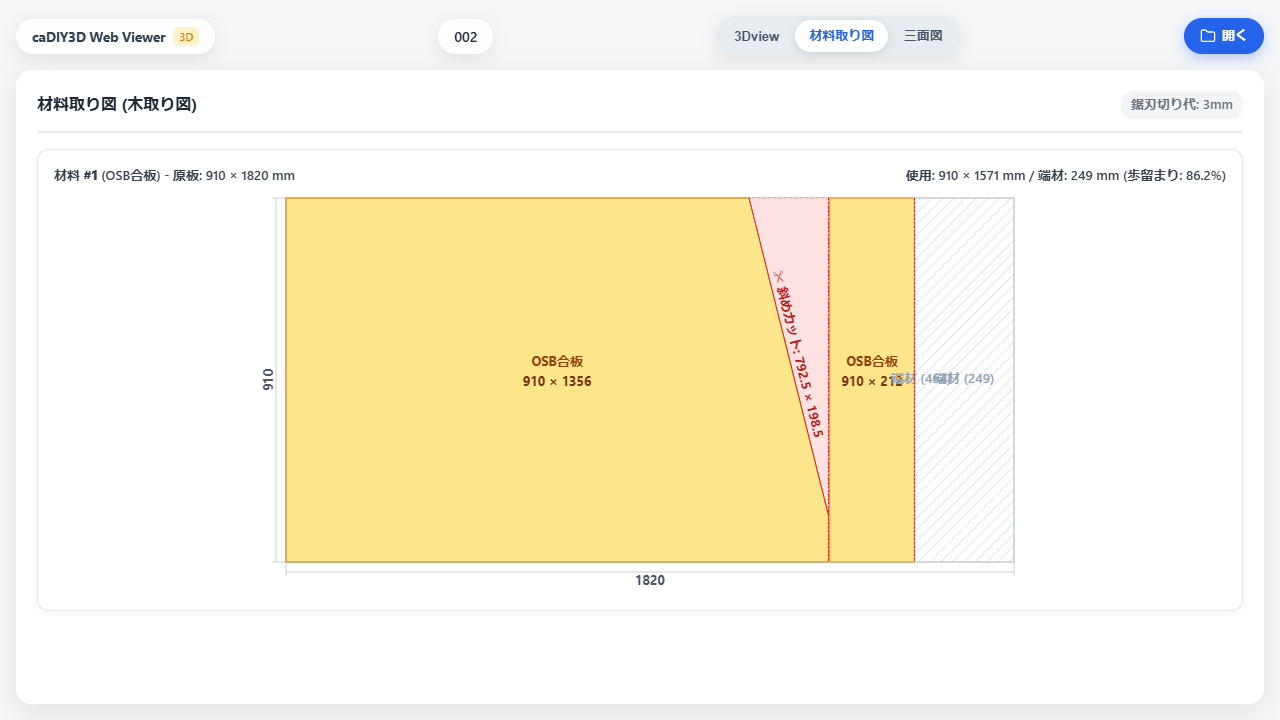 caDIY3D Web Viewer 3D
002
3Dview
材料取り図
三面図
開く
材料取り図 (木取り図)
鋸刃切り代: 3mm
材料 #1 (OSB合板) - 原板: 910 × 1820 mm
使用: 910 × 1571 mm / 端材: 249 mm (歩留まり: 86.2%)
✂ 斜めカット: 792.5 × 198.5
OSB合板
910 × 1356
OSB合板
910 ×
端材
端材 (249)
910
1820